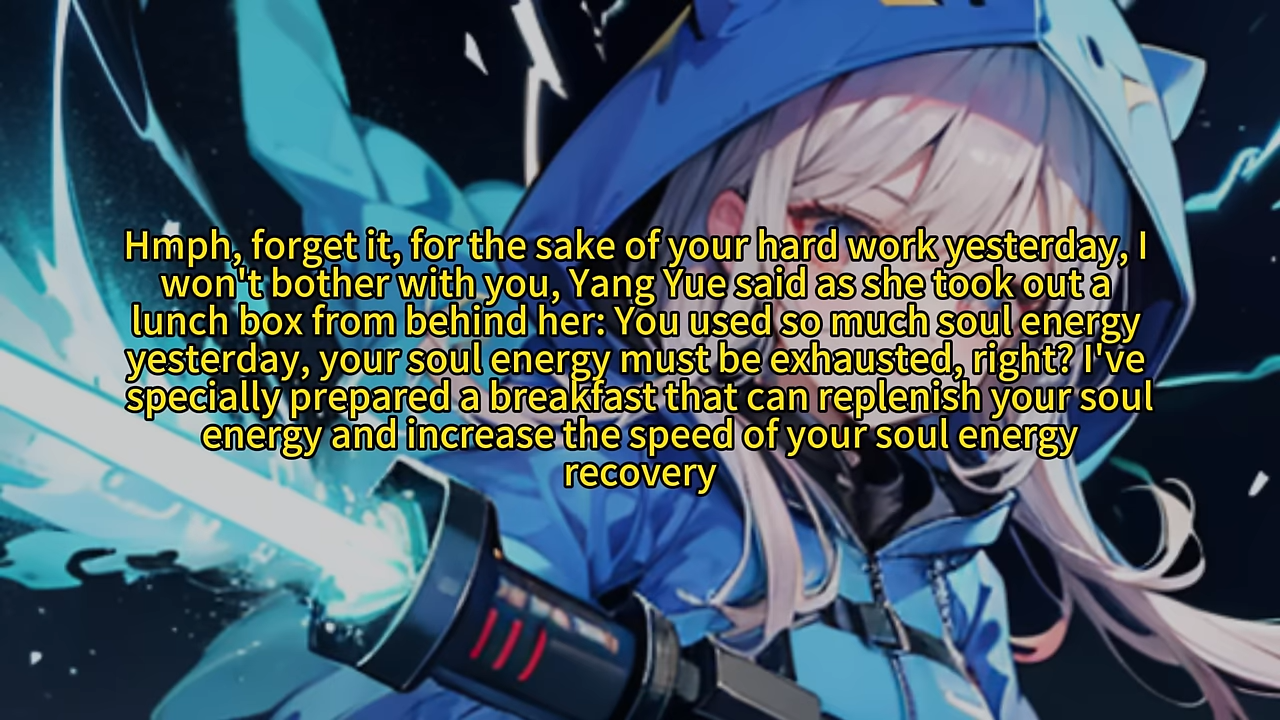 Hmph, forget it, for the sake of your hard work yesterday, I
won't bother with you, Yang Yue said as she took out a
lunch box from behind her: You used so much soul energy
yesterday, your soul energy must be exhausted, right? I've
specially prepared a breakfast that can replenish your soul
energy and increase the speed of your soul energy
recovery